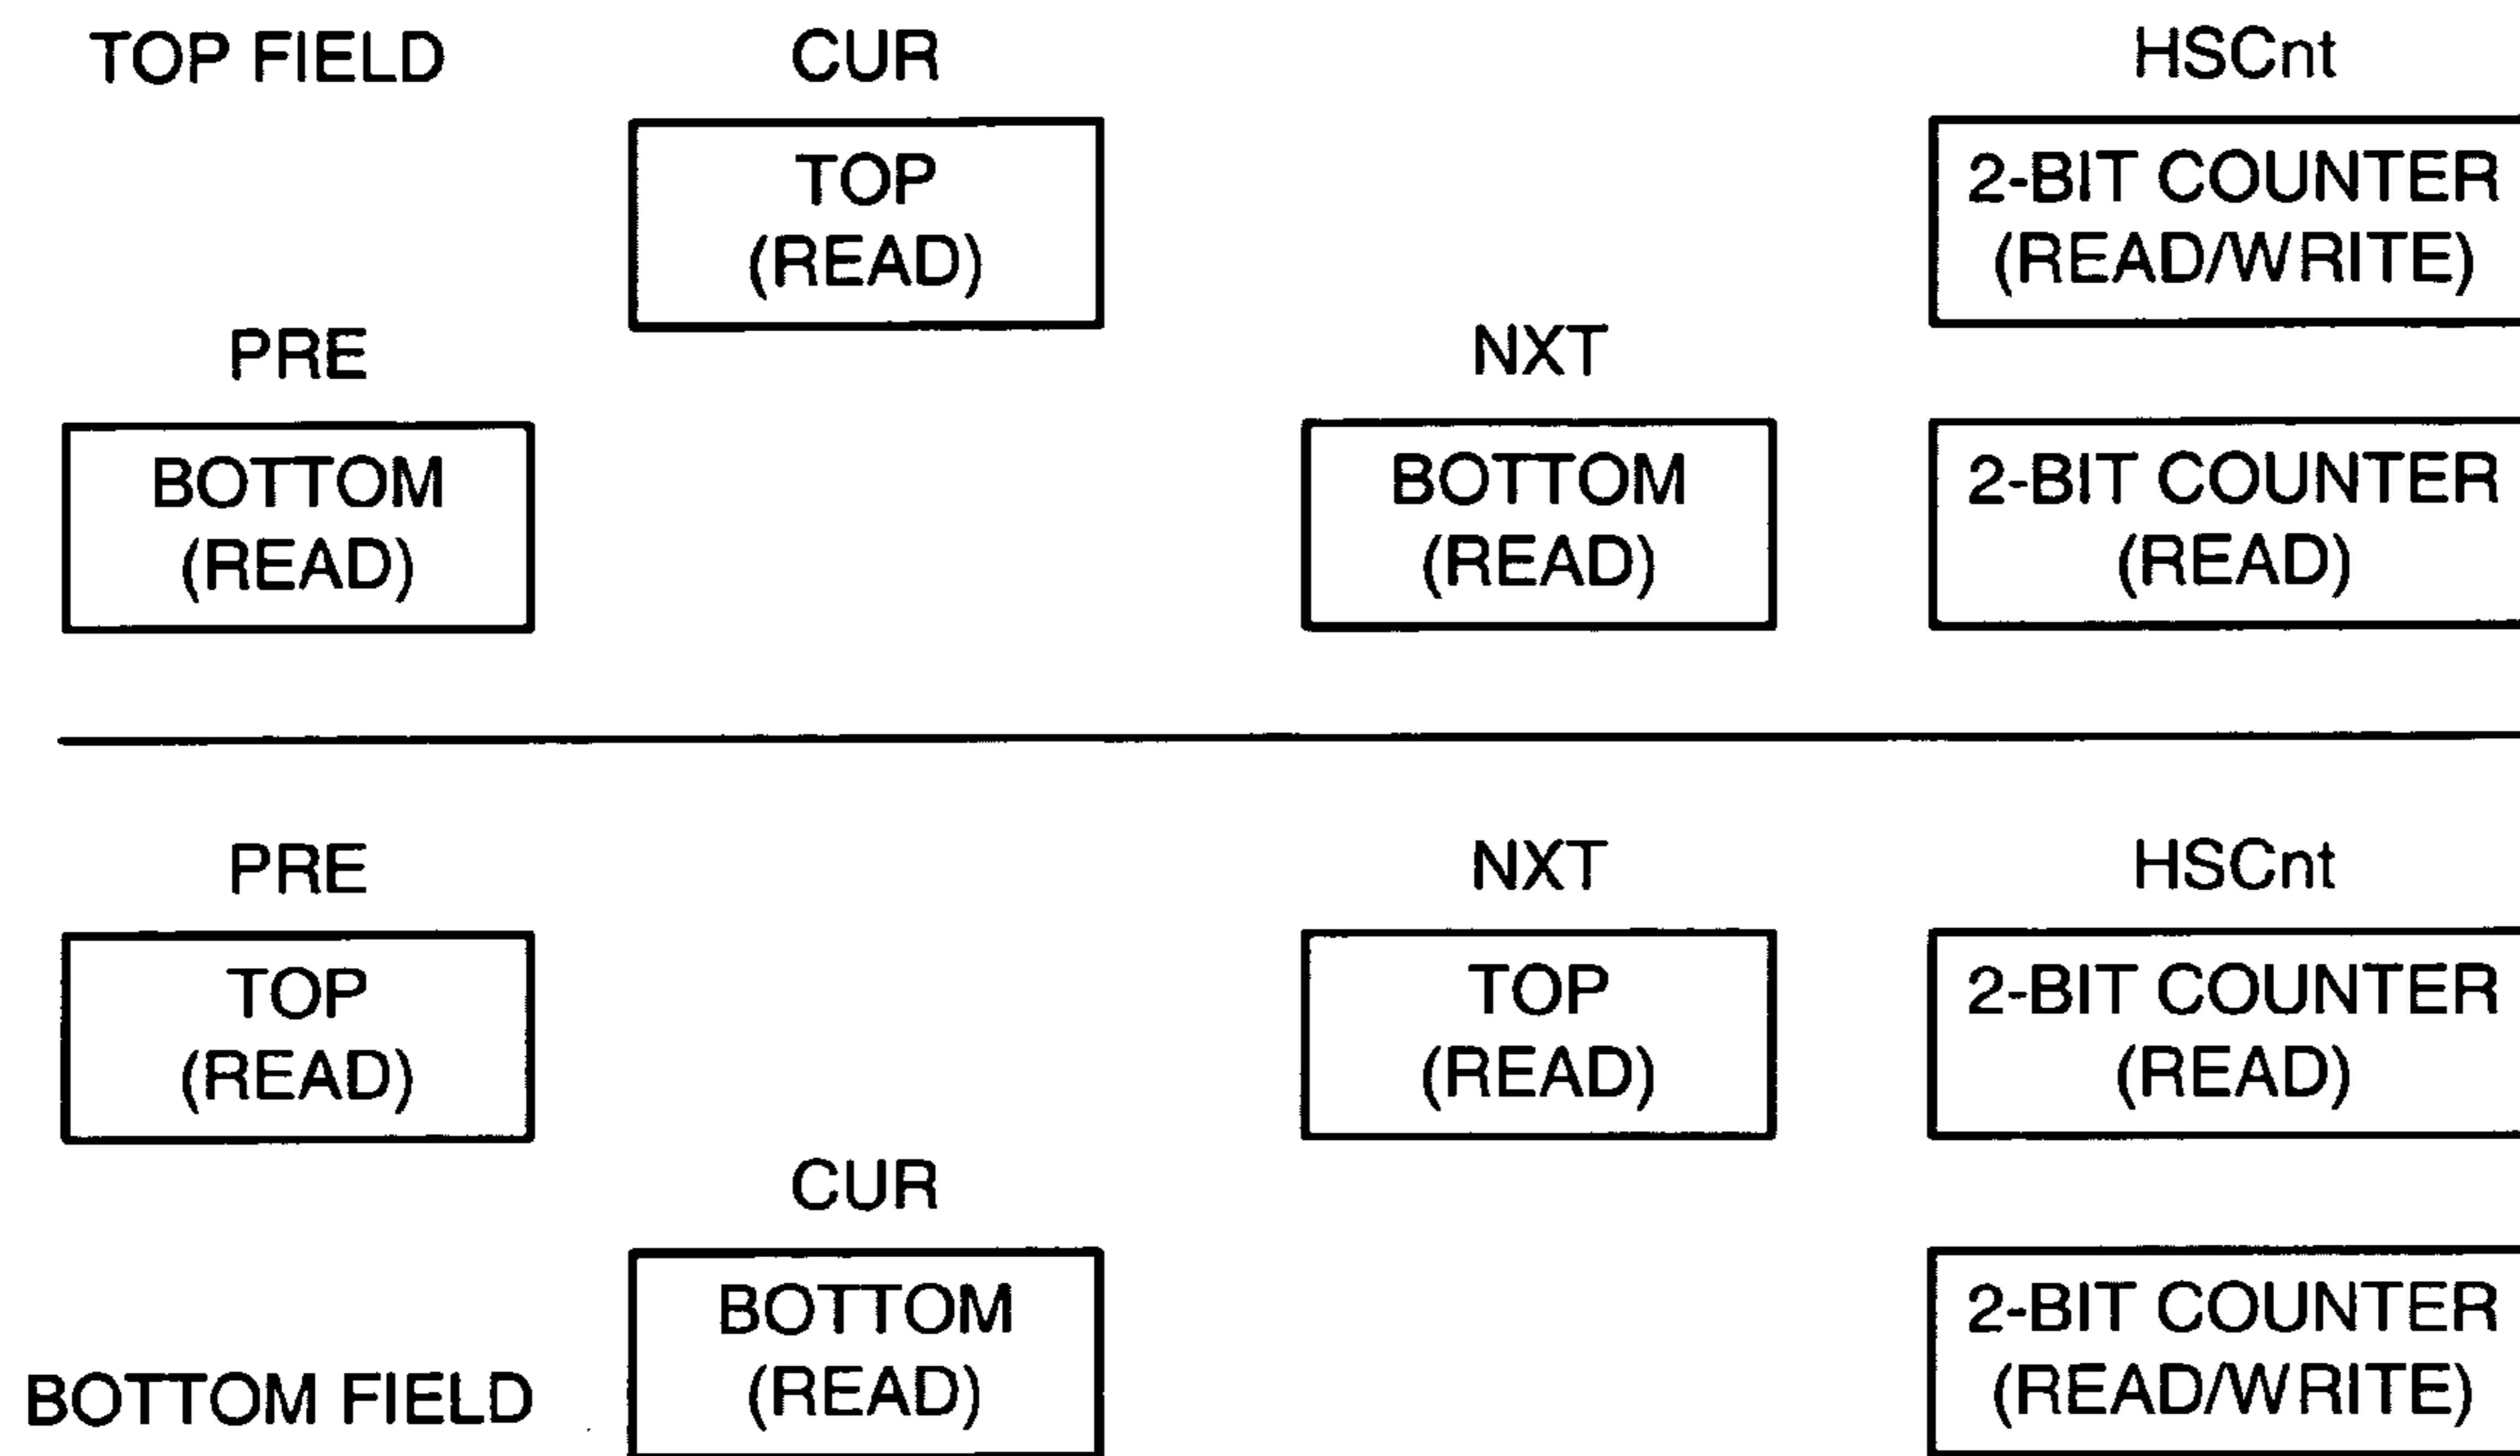 TOP FIELD
CUR
HSCnt
TOP
(READ)
2-BIT COUNTER
(READ/WRITE)
PRE
NXT
BOTTOM
(READ)
BOTTOM
(READ)
2-BIT COUNTER
(READ)
PRE
NXT
HSCnt
TOP
(READ)
TOP
(READ)
2-BIT COUNTER
(READ)
CUR
BOTTOM FIELD
BOTTOM
(READ)
2-BIT COUNTER
(READ/WRITE)